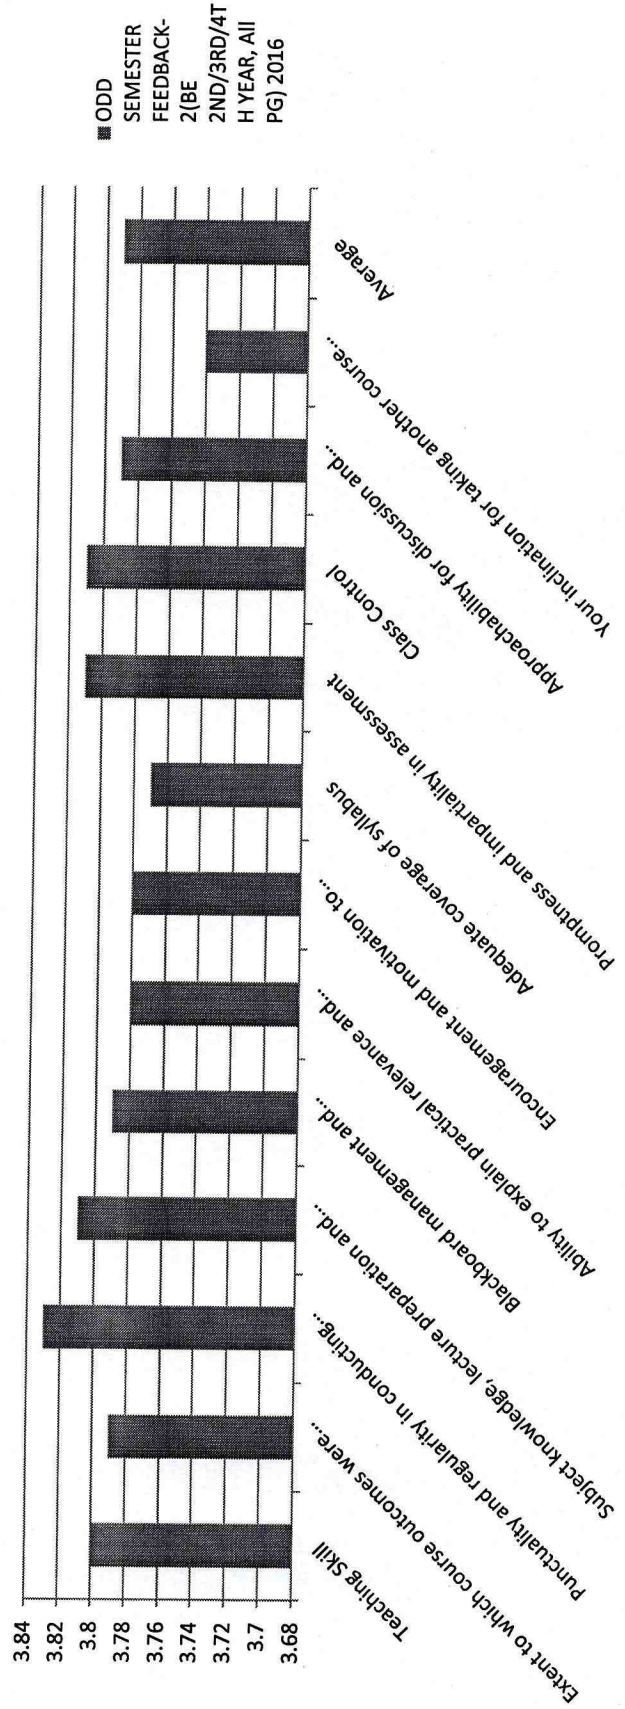 3.84
3.82
3.8
3.78
3.76
3.74
3.72
3.7
3.68
Teaching Skill
Extent to which course outcomes were...
Punctuality and regularity in conducting...
Subject knowledge, lecture preparation and...
Blackboard management and...
Ability to explain practical relevance and...
Encouragement and motivation to...
Adequate coverage of syllabus
Promptness and impartiality in assessment
Class Control
Approachability for discussion and...
Your inclination for taking another course...
Average
ODD
SEMESTER
FEEDBACK-
2(BE
2ND/3RD/4T
H YEAR, All
PG) 2016